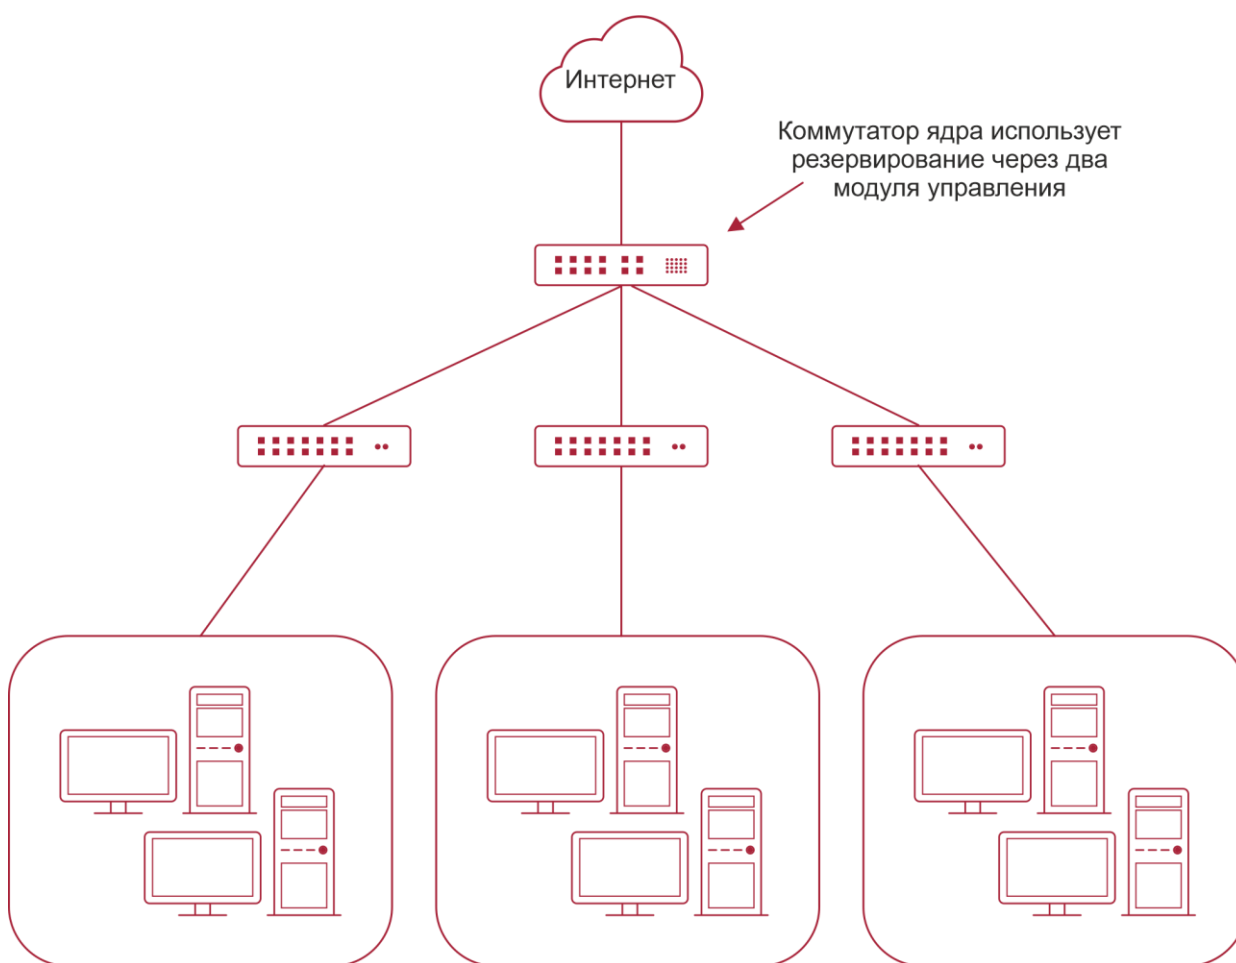 Интернет
Коммутатор ядра использует
резервирование через два
модуля управления